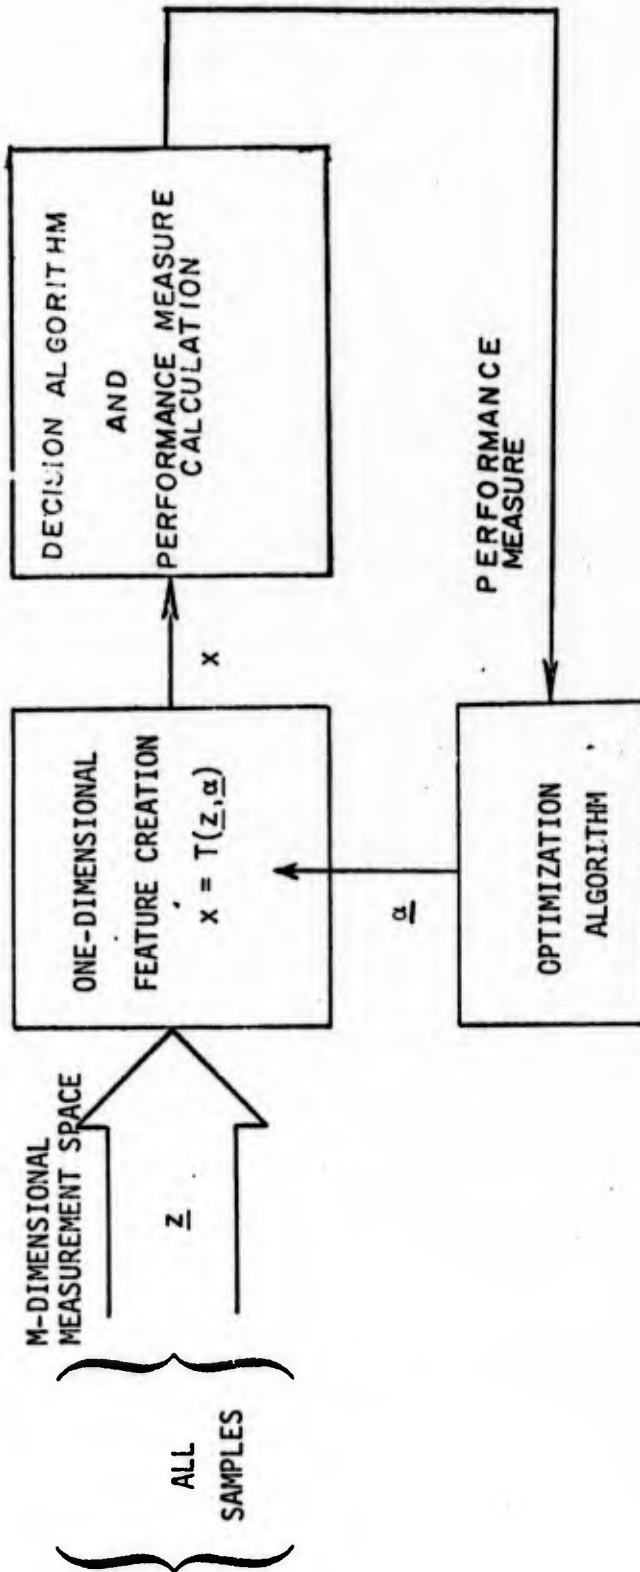 ALL
SAMPLES
M-DIMENSIONAL
MEASUREMENT SPACE
z
ONE-DIMENSIONAL
FEATURE CREATION
x = T(z,α)
x
DECISION ALGORITHM
AND
PERFORMANCE MEASURE
CALCULATION
PERFORMANCE
MEASURE
OPTIMIZATION
ALGORITHM
α